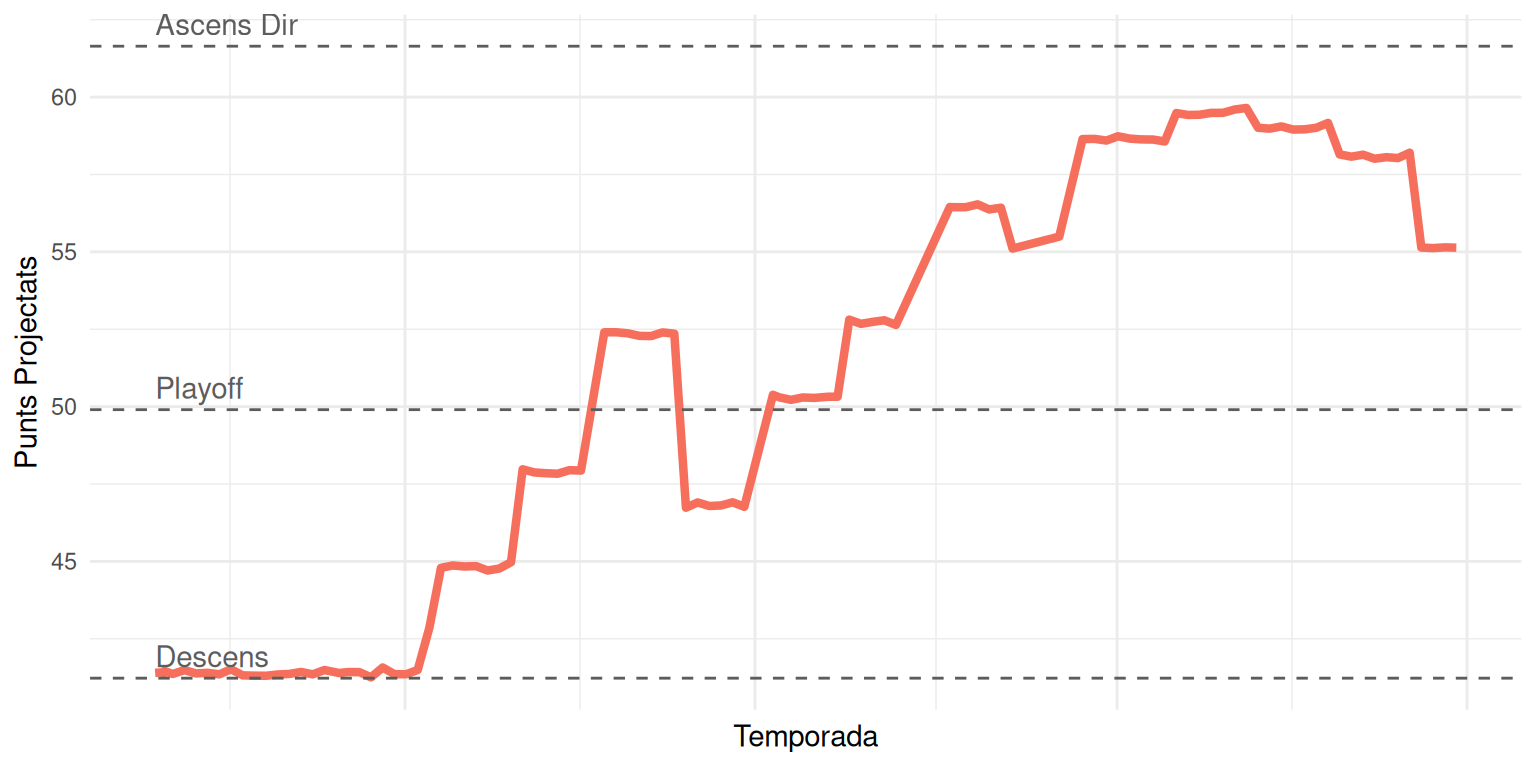 Ascens Dir
60
55
Playoff
50
45
Descens
Punts Projectats
Temporada